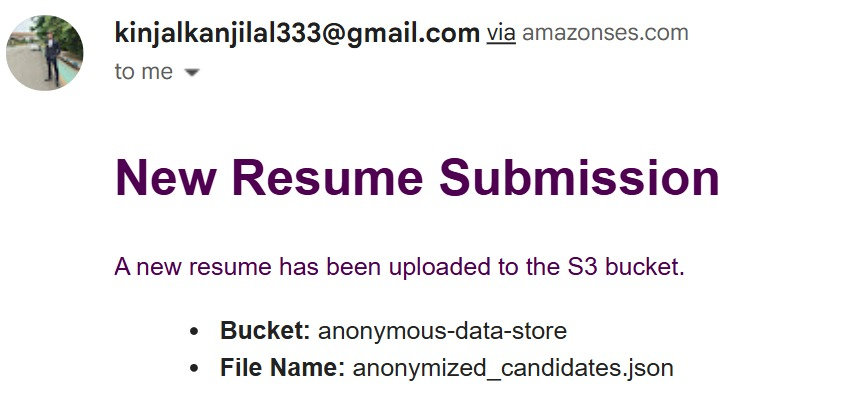 kinjalkanjilal333@gmail.com via amazonses.com
to me
New Resume Submission
A new resume has been uploaded to the S3 bucket.
• Bucket: anonymous-data-store
• File Name: anonymized_candidates.json